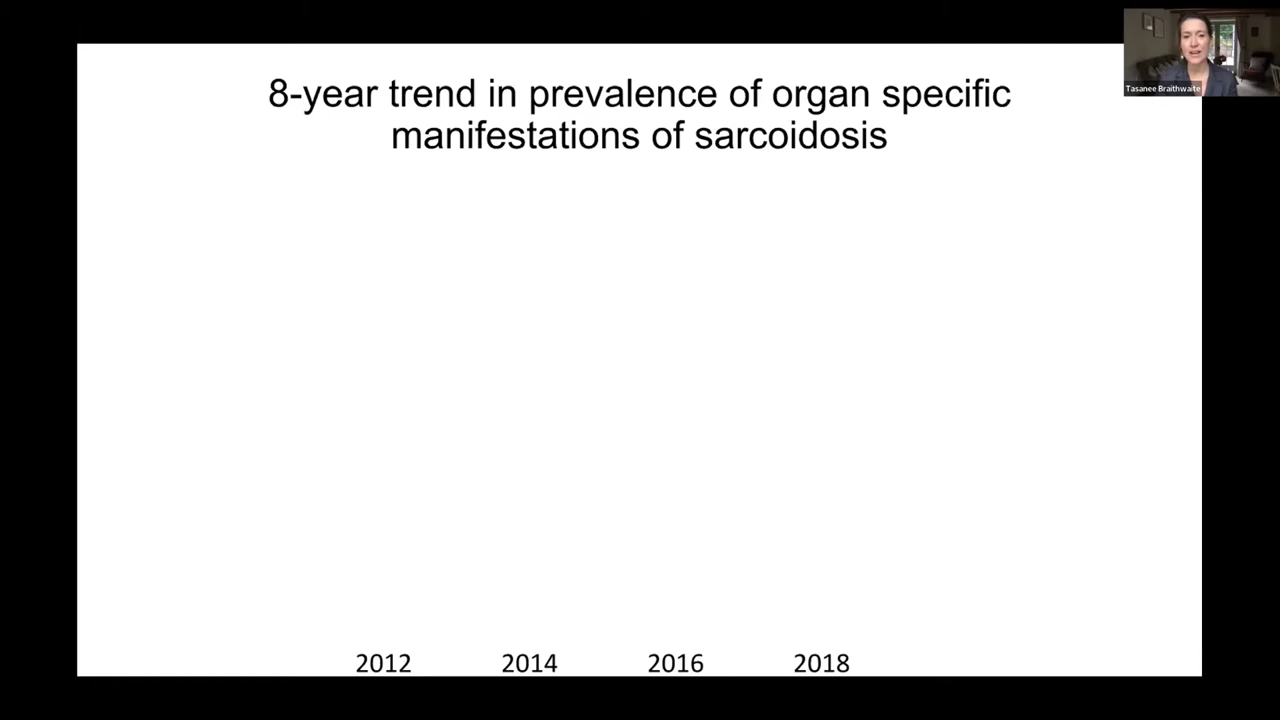 8-year trend in prevalence of organ specific
manifestations of sarcoidosis
2012 2014 2016 2018
Tasanee Braithwaite